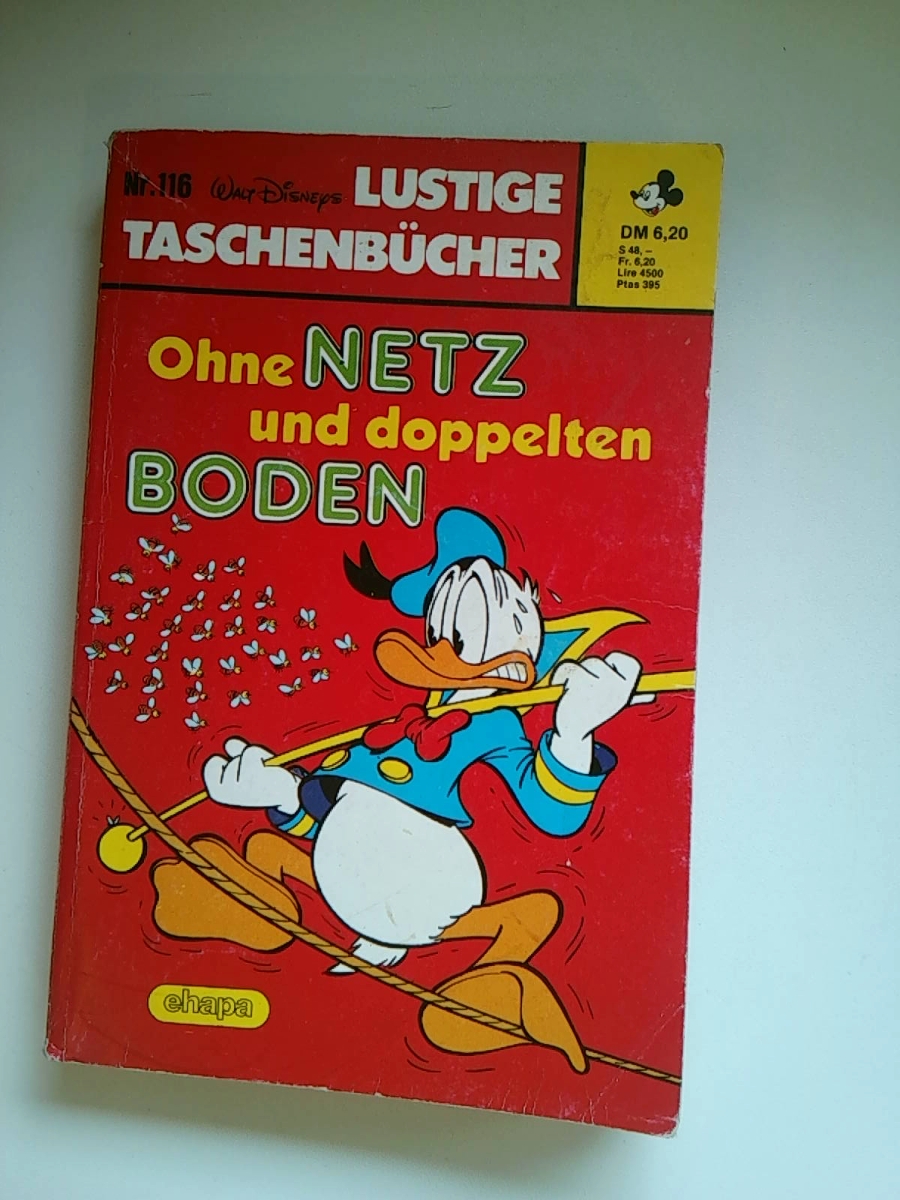 Nr. 116 Walt Disneys LUSTIGE
TASCHENBÜCHER
DM 6,20
S 48,–
Fr. 6,20
Lire 4500
Ptas 395
Ohne NETZ
und doppelten
BODEN
ehapa